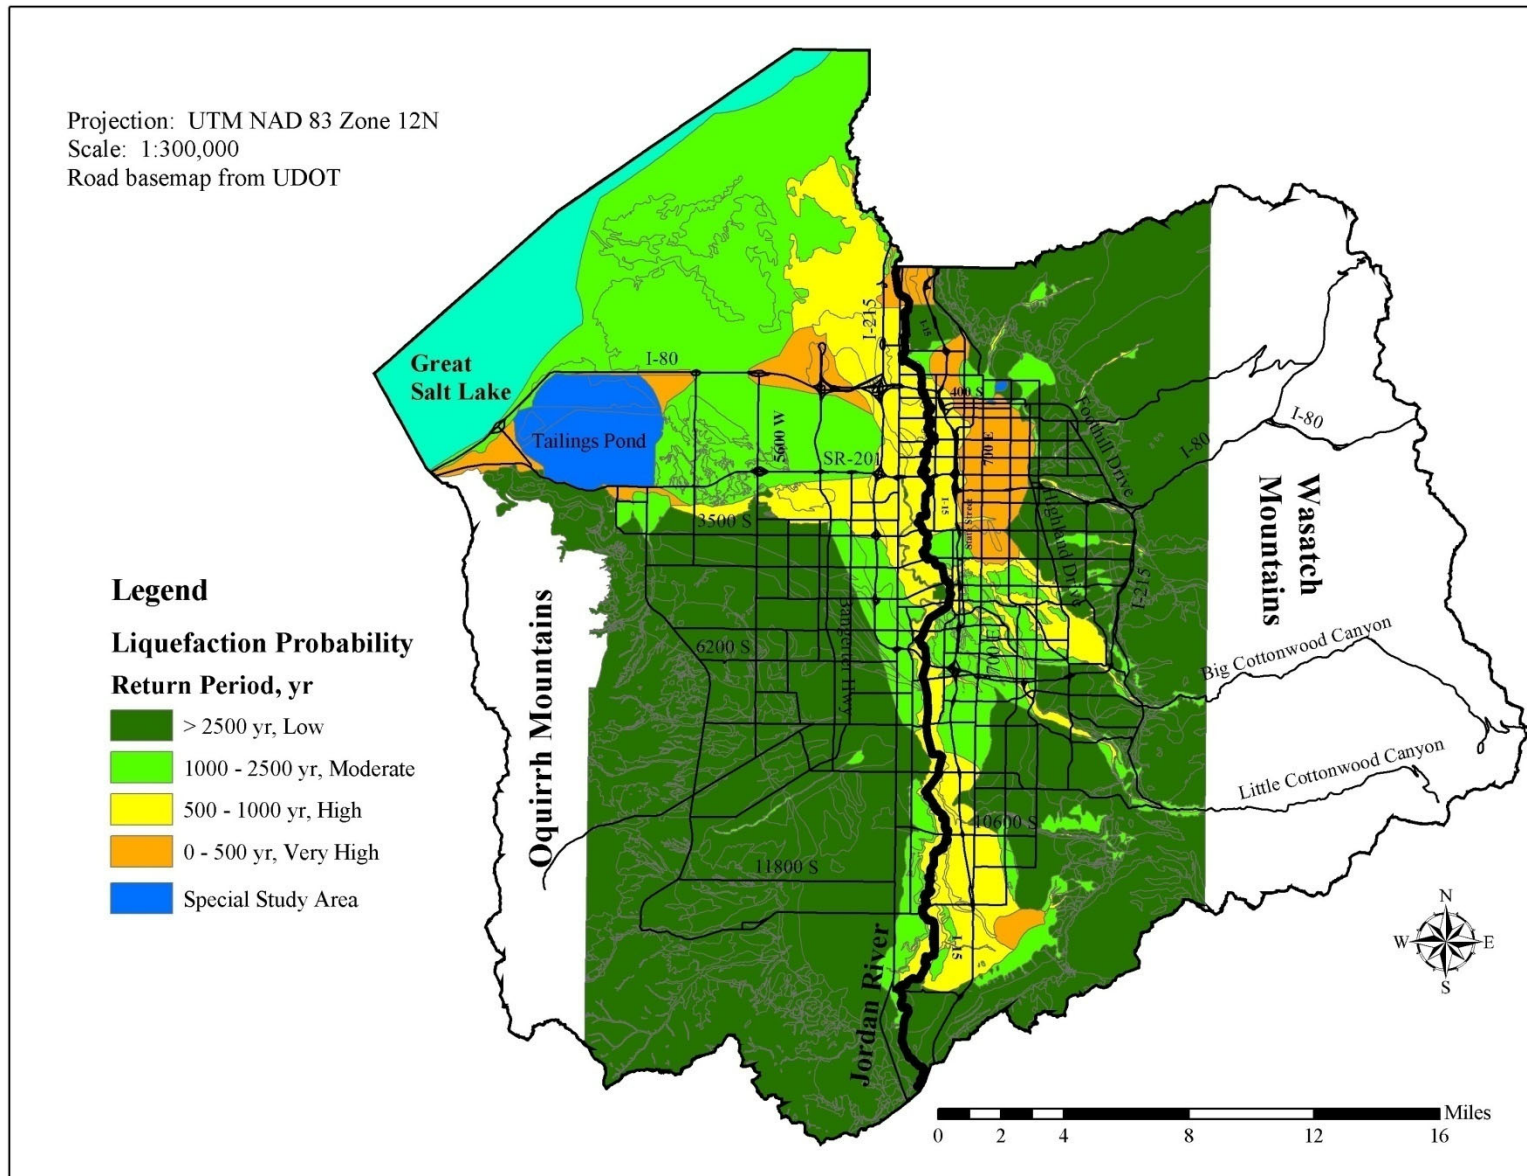 Projection: UTM NAD 83 Zone 12N
Scale: 1:300,000
Road basemap from UDOT
Great
Salt Lake
I-80
I-215
I-15
400 S
Tailings Pond
5600 W
SR-201
700 E
Foothill Drive
I-80
I-80
3500 S
I-15
State Street
Highland Drive
I-215
Wasatch
Mountains
Legend
Liquefaction Probability
Return Period, yr
> 2500 yr, Low
1000 - 2500 yr, Moderate
500 - 1000 yr, High
0 - 500 yr, Very High
Special Study Area
Oquirrh Mountains
6200 S
Bangerter Hwy
700 E
Big Cottonwood Canyon
Little Cottonwood Canyon
10600 S
11800 S
I-15
Jordan River
N
W
E
S
Miles
0 2 4 8 12 16